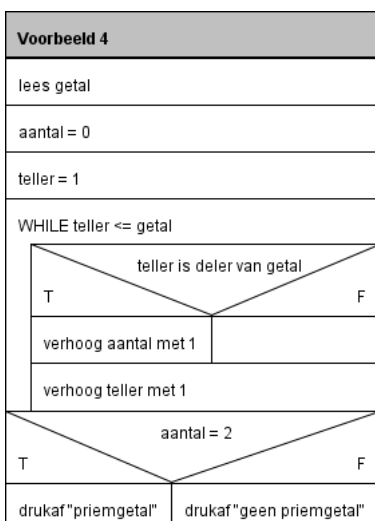 Voorbeeld 4
lees getal
aantal = 0
teller = 1
WHILE teller <= getal
teller is deler van getal
T F
verhoog aantal met 1
verhoog teller met 1
aantal = 2
T F
drukaf "priemgetal" drukaf "geen priemgetal"